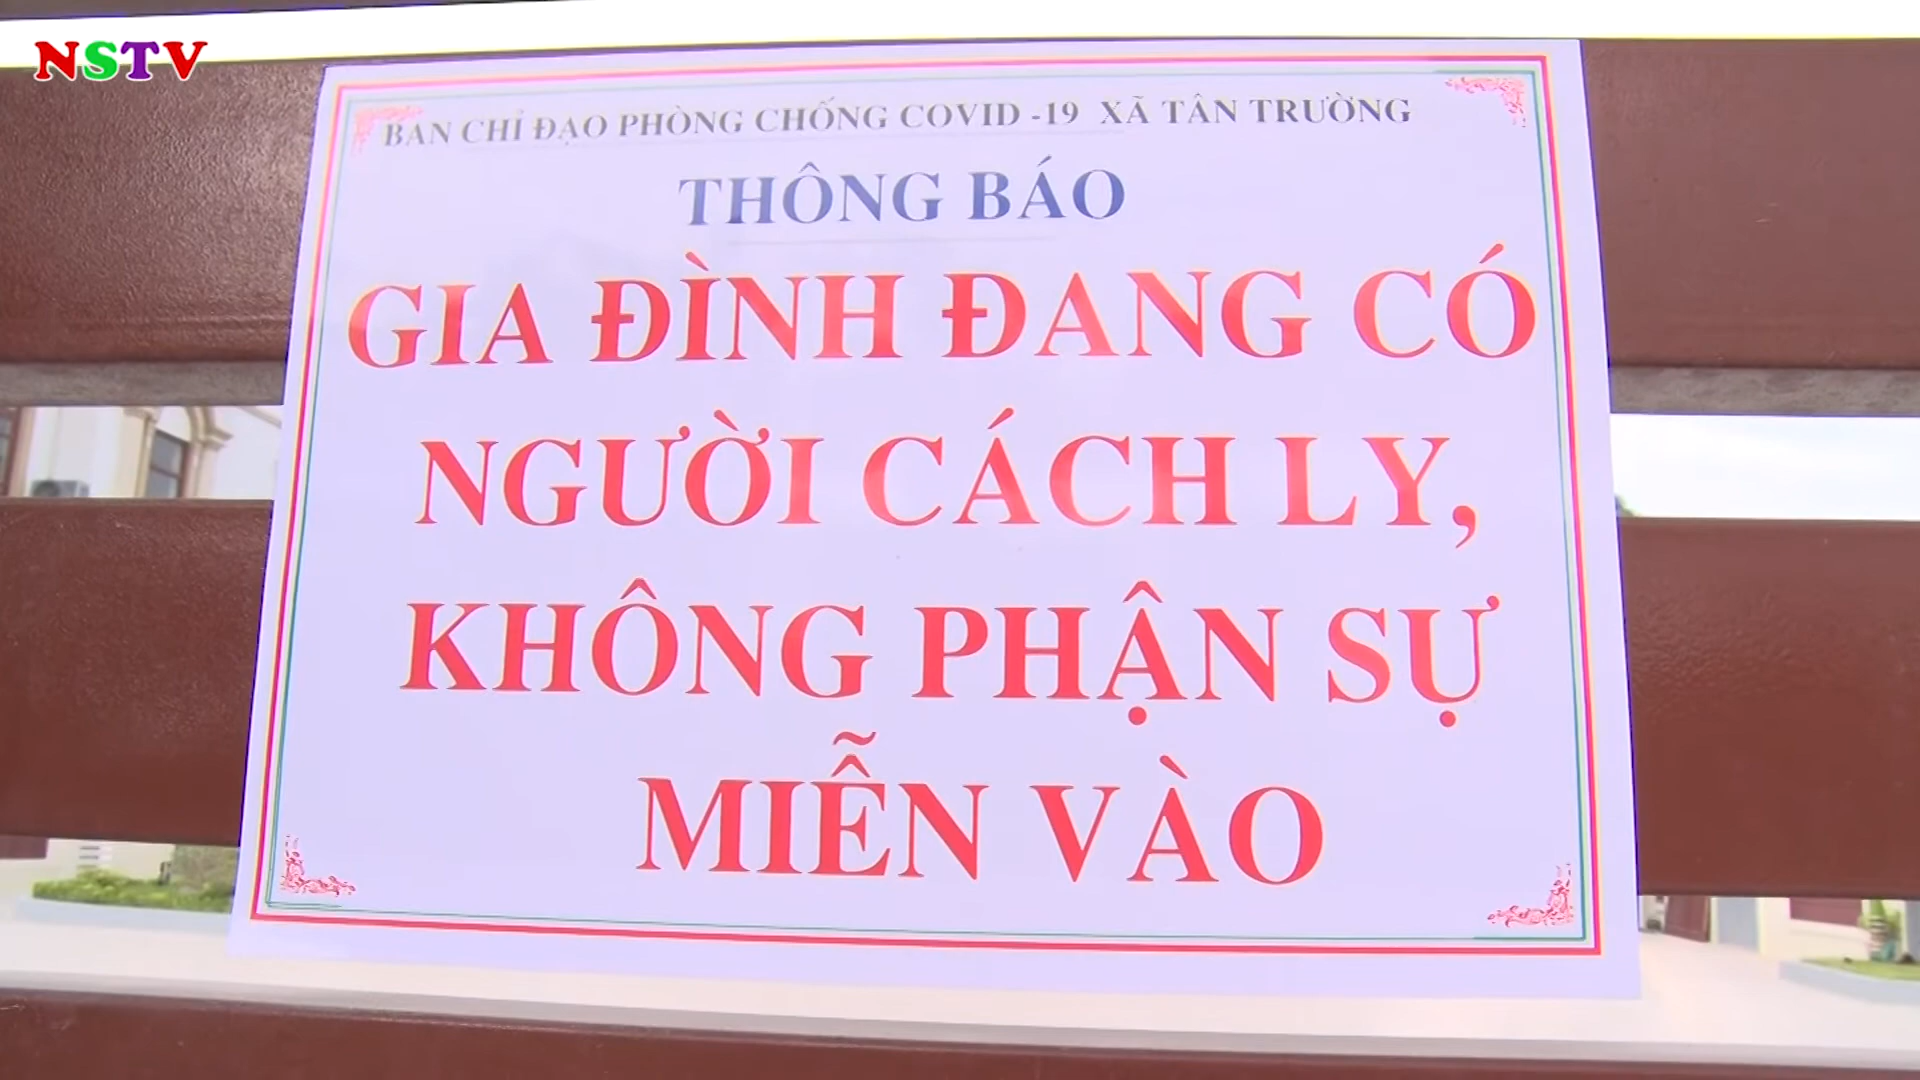 NSTV
BAN CHỈ ĐẠO PHÒNG CHỐNG COVID -19 XÃ TÂN TRƯỜNG
THÔNG BÁO
GIA ĐÌNH ĐANG CÓ
NGƯỜI CÁCH LY,
KHÔNG PHẬN SỰ
MIỄN VÀO